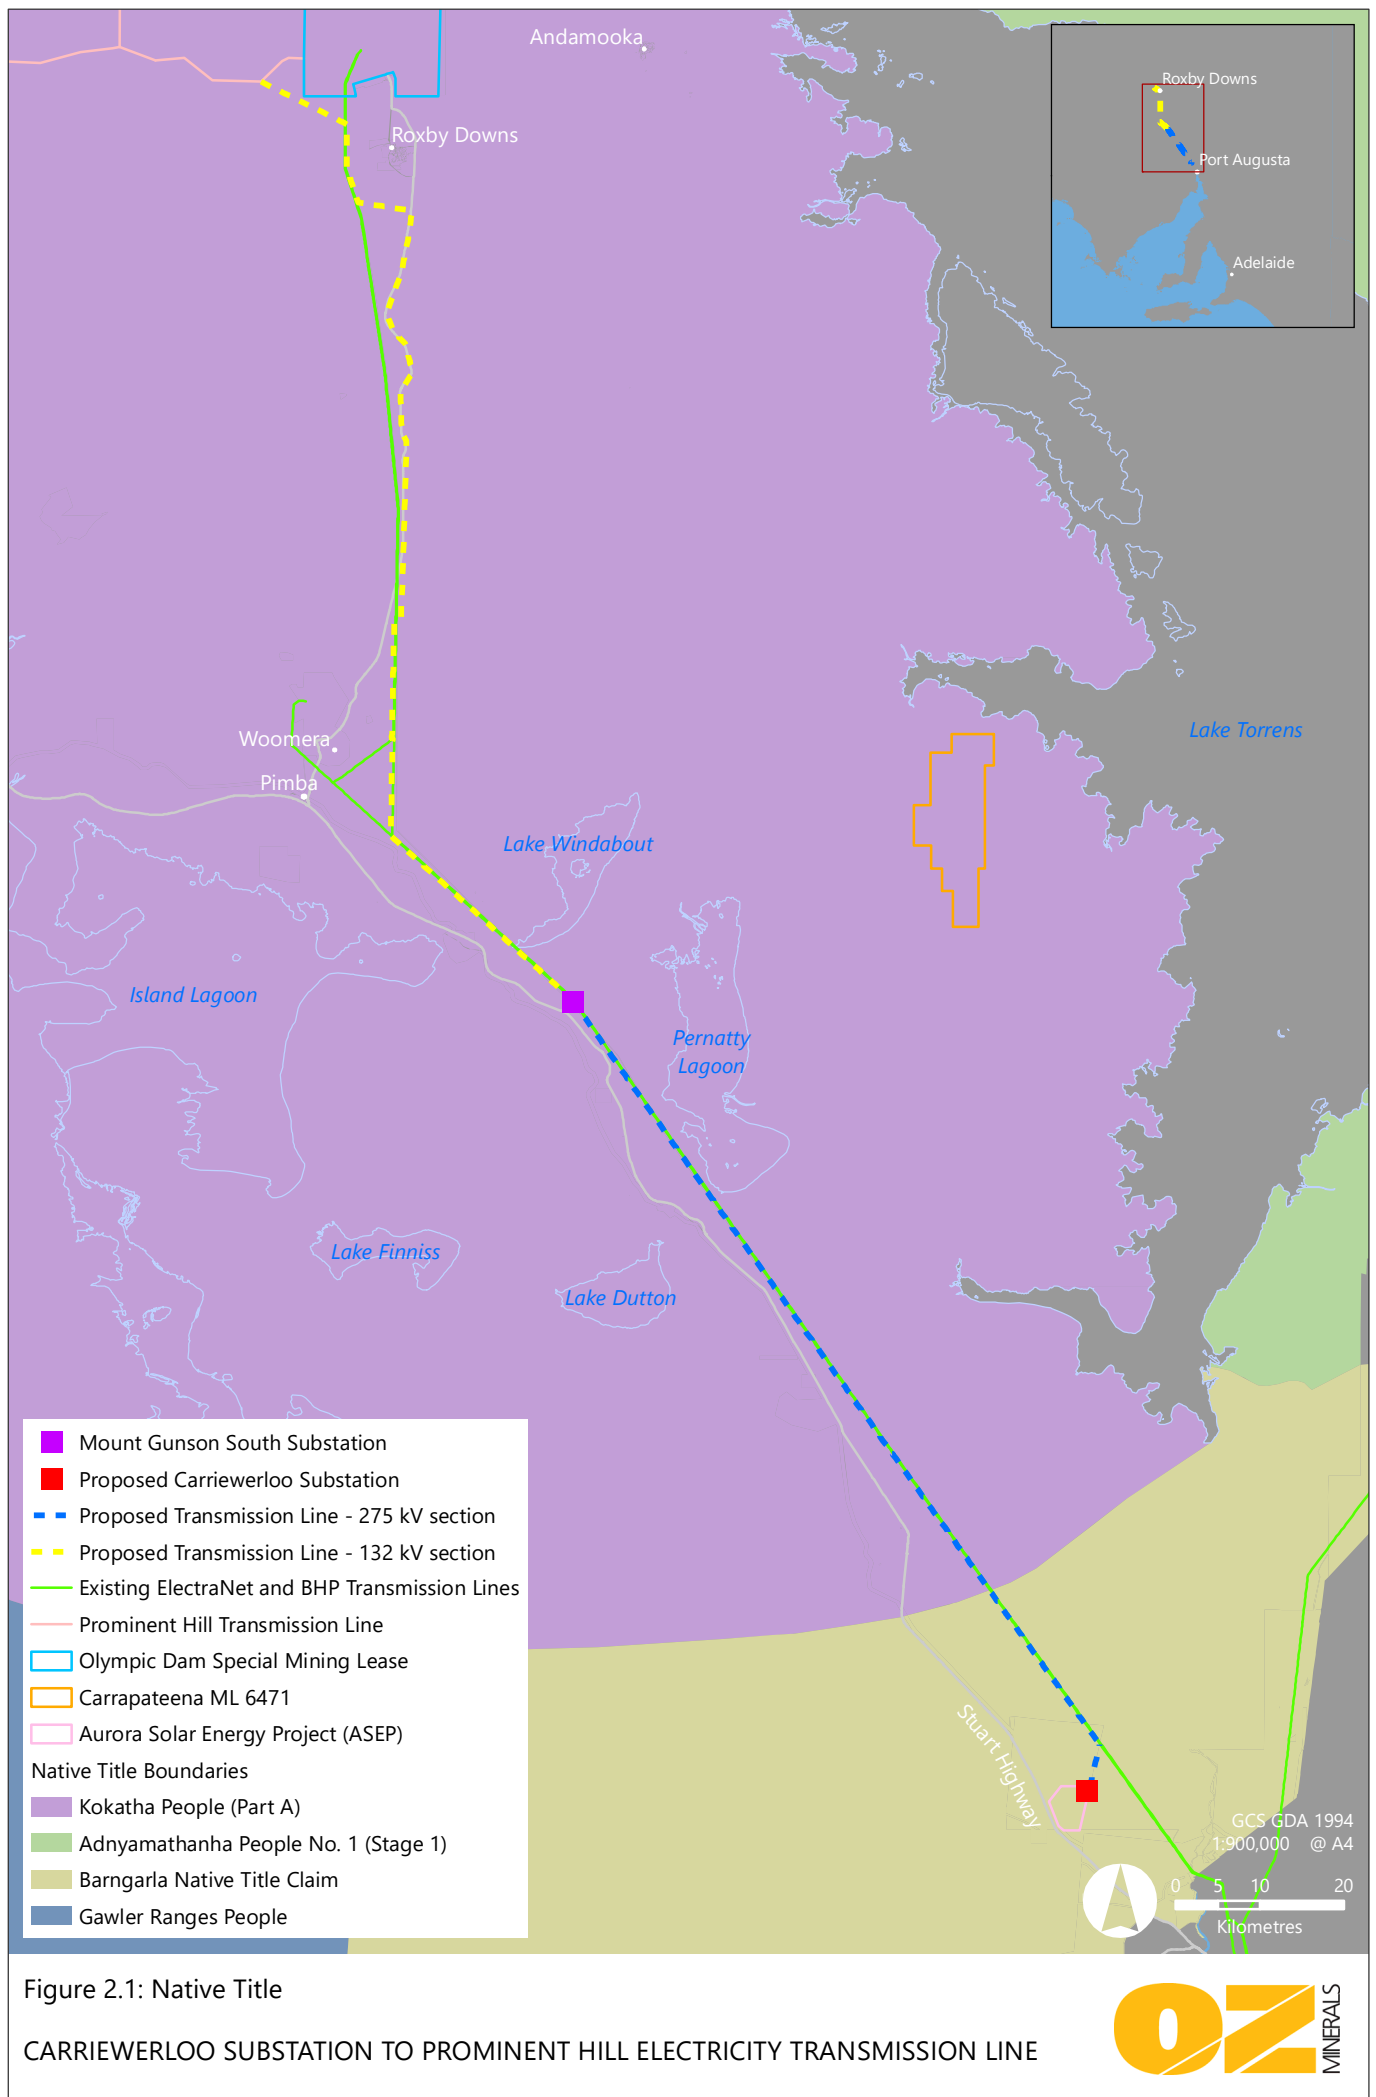 Andamooka
Roxby Downs
Roxby Downs
Port Augusta
Adelaide
Lake Torrens
Woomera
Pimba
Lake Windabout
Island Lagoon
Pernatty
Lagoon
Lake Finniss
Lake Dutton
Stuart Highway
Mount Gunson South Substation
Proposed Carriewerloo Substation
Proposed Transmission Line - 275 kV section
Proposed Transmission Line - 132 kV section
Existing ElectraNet and BHP Transmission Lines
Prominent Hill Transmission Line
Olympic Dam Special Mining Lease
Carrapateena ML 6471
Aurora Solar Energy Project (ASEP)
Native Title Boundaries
Kokatha People (Part A)
Adnyamathanha People No. 1 (Stage 1)
Barngarla Native Title Claim
Gawler Ranges People
GCS GDA 1994
1:900,000 @ A4
0 5 10 20
Kilometres
Figure 2.1: Native Title
CARRIEWERLOO SUBSTATION TO PROMINENT HILL ELECTRICITY TRANSMISSION LINE
OZ
MINERALS